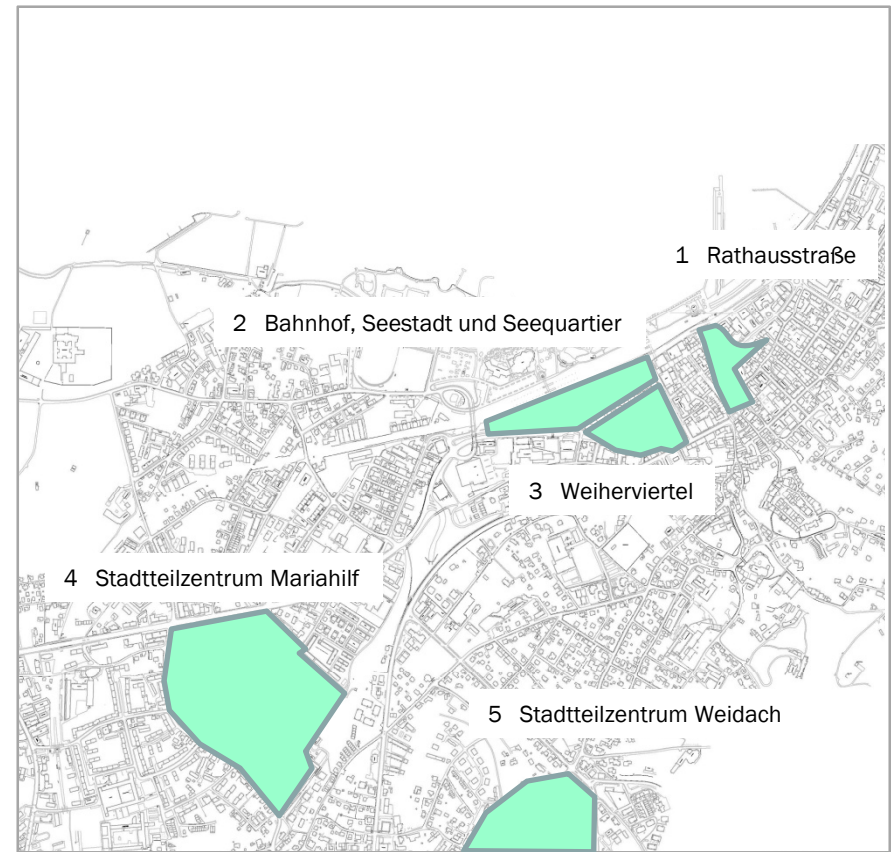 1 Rathausstraße
2 Bahnhof, Seestadt und Seequartier
3 Weiherviertel
4 Stadtteilzentrum Mariahilf
5 Stadtteilzentrum Weidach